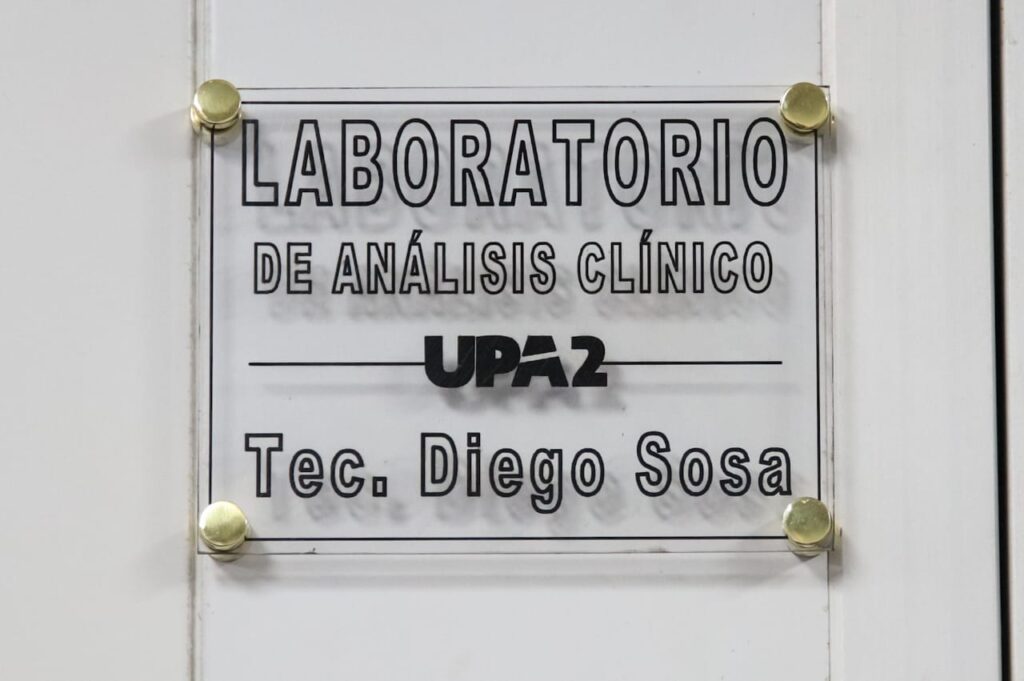 LABORATORIO
DE ANÁLISIS CLÍNICO
UPA2
Tec. Diego Sosa